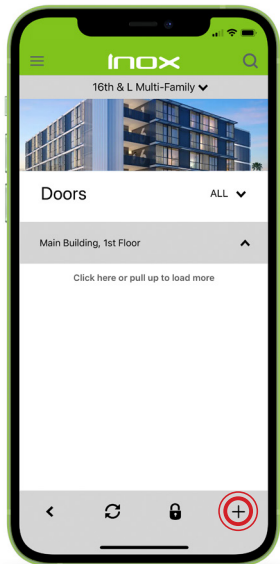 INOX
16th & L Multi-Family
Doors
ALL
Main Building, 1st Floor
Click here or pull up to load more